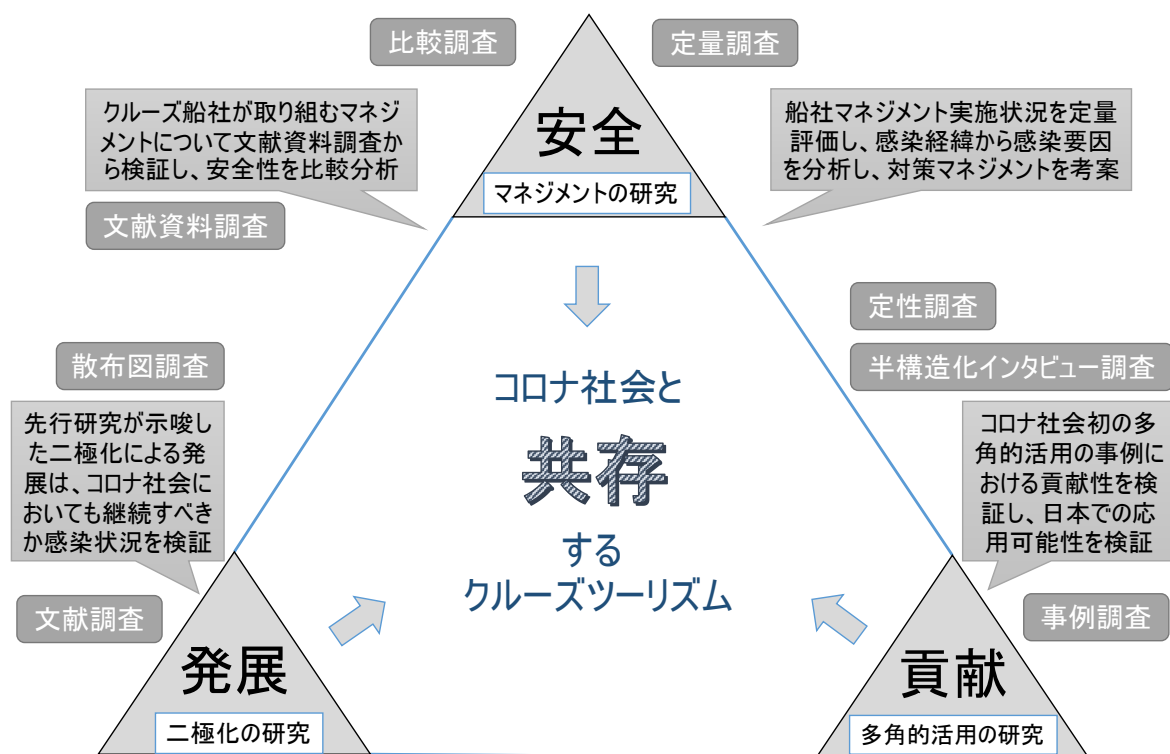 比較調査
定量調査
クルーズ船社が取り組むマネジ
メントについて文献資料調査か
ら検証し、安全性を比較分析
文献資料調査
安全
マネジメントの研究
船社マネジメント実施状況を定量
評価し、感染経緯から感染要因
を分析し、対策マネジメントを考案
定性調査
半構造化インタビュー調査
散布図調査
先行研究が示唆し
た二極化による発
展は、コロナ社会に
おいても継続すべき
か感染状況を検証
文献調査
コロナ社会と
共存
する
クルーズツーリズム
コロナ社会初の多
角的活用の事例に
おける貢献性を検
証し、日本での応
用可能性を検証
事例調査
発展
二極化の研究
貢献
多角的活用の研究